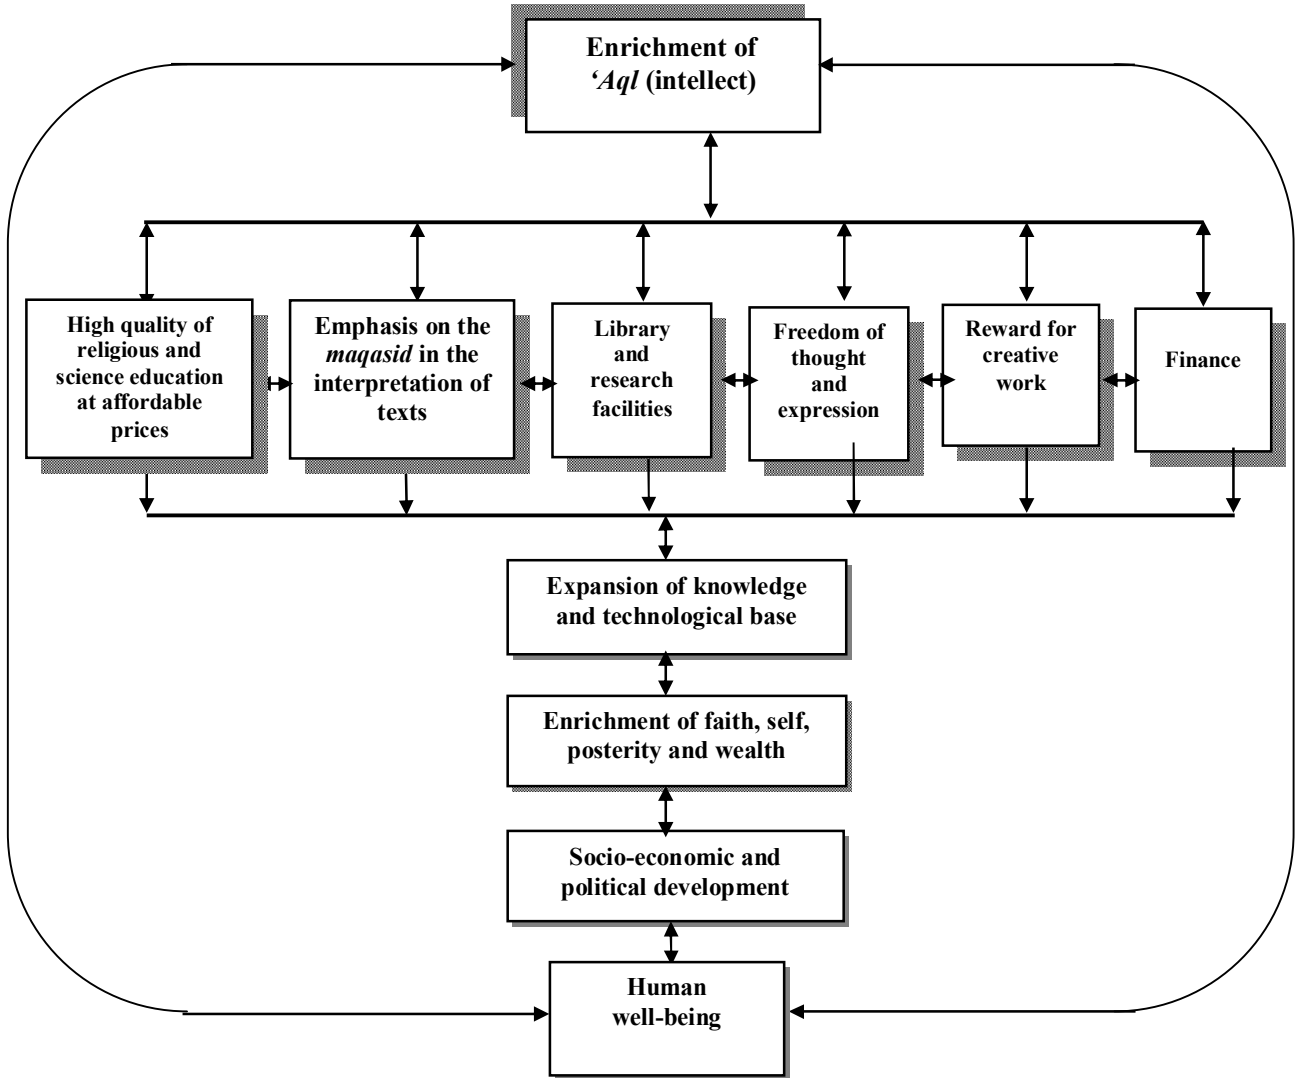 Enrichment of
‘Aql (intellect)
High quality of
religious and
science education
at affordable
prices
Emphasis on the
maqasid in the
interpretation of
texts
Library
and
research
facilities
Freedom of
thought
and
expression
Reward for
creative
work
Finance
Expansion of knowledge
and technological base
Enrichment of faith, self,
posterity and wealth
Socio-economic and
political development
Human
well-being